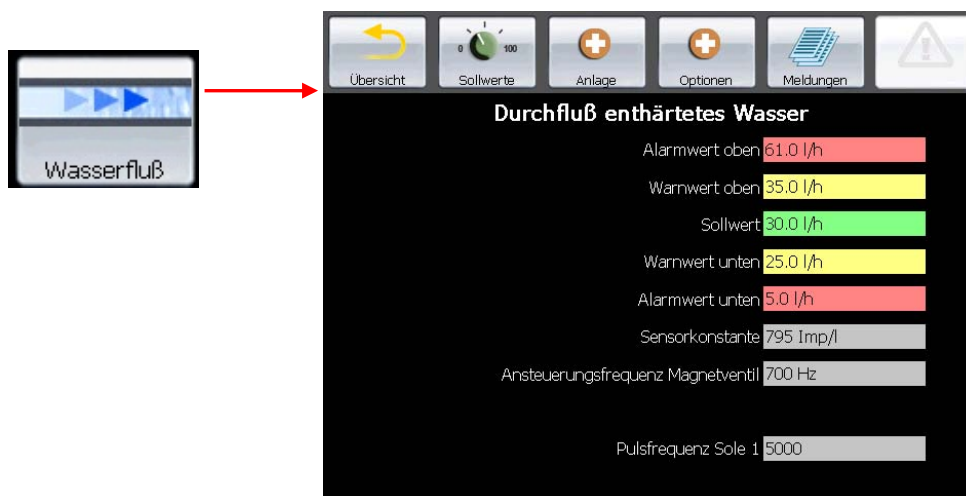 Wasserfluß
Übersicht
0 100
Sollwerte
Anlage
Optionen
Meldungen
Durchfluß enthärtetes Wasser
Alarmwert oben 61.0 l/h
Warnwert oben 35.0 l/h
Sollwert 30.0 l/h
Warnwert unten 25.0 l/h
Alarmwert unten 5.0 l/h
Sensorkonstante 795 Imp/l
Ansteuerungsfrequenz Magnetventil 700 Hz
Pulsfrequenz Sole 1 5000